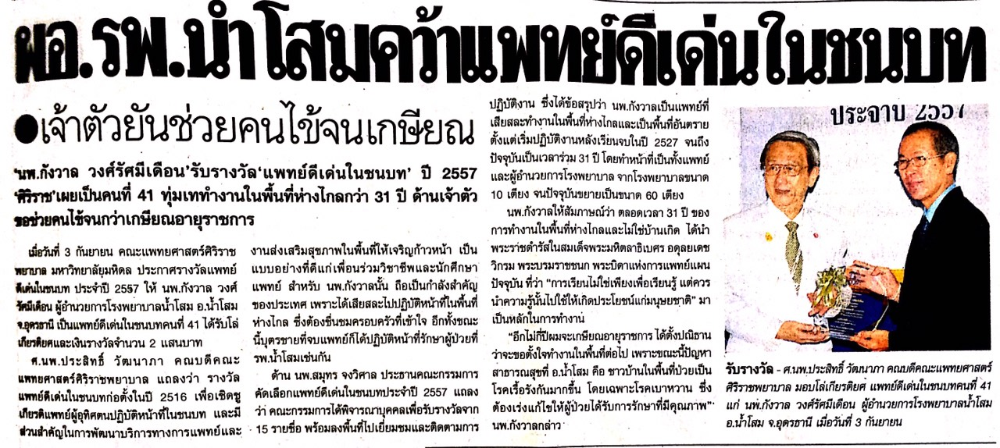 ผอ.รพ.น้ำโสมคว้าแพทย์ดีเด่นในชนบท
●เจ้าตัวยันช่วยคนไข้จนเกษียณ
'นพ.กังวาล วงศ์รัศมีเดือน'รับรางวัล'แพทย์ดีเด่นในชนบท' ปี 2557
'ศิริราช'เผยเป็นคนที่ 41 ทุ่มเททำงานในพื้นที่ห่างไกลกว่า 31 ปี ด้านเจ้าตัว
ขอช่วยคนไข้จนกว่าเกษียณอายุราชการ
เมื่อวันที่ 3 กันยายน คณะแพทยศาสตร์ศิริราช
พยาบาล มหาวิทยาลัยมหิดล ประกาศรางวัลแพทย์
ดีเด่นในชนบท ประจำปี 2557 ให้ นพ.กังวาล วงศ์
รัศมีเดือน ผู้อำนวยการโรงพยาบาลน้ำโสม อ.น้ำโสม
จ.อุดรธานี เป็นแพทย์ดีเด่นในชนบทคนที่ 41 ได้รับโล่
เกียรติยศและเงินรางวัลจำนวน 2 แสนบาท
ศ.นพ.ประสิทธิ์ วัฒนาภา คณบดีคณะ
แพทยศาสตร์ศิริราชพยาบาล แถลงว่า รางวัล
แพทย์ดีเด่นในชนบทก่อตั้งในปี 2516 เพื่อเชิดชู
เกียรติแพทย์ผู้อุทิศตนปฏิบัติหน้าที่ในชนบท และมี
ส่วนสำคัญในการพัฒนาบริการทางการแพทย์และ
งานส่งเสริมสุขภาพในพื้นที่ให้เจริญก้าวหน้า เป็น
แบบอย่างที่ดีแก่เพื่อนร่วมวิชาชีพและนักศึกษา
แพทย์ สำหรับ นพ.กังวาลนั้น ถือเป็นกำลังสำคัญ
ของประเทศ เพราะได้เสียสละไปปฏิบัติหน้าที่ในพื้นที่
ห่างไกล ซึ่งต้องชื่นชมครอบครัวที่เข้าใจ อีกทั้งขณะ
นี้บุตรชายที่จบแพทย์ก็ได้ปฏิบัติหน้าที่รักษาผู้ป่วยที่
รพ.น้ำโสมเช่นกัน
ด้าน นพ.สมุทร จงวิศาล ประธานคณะกรรมการ
คัดเลือกแพทย์ดีเด่นในชนบทประจำปี 2557 แถลง
ว่า คณะกรรมการได้พิจารณาบุคคลเพื่อรับรางวัลจาก
15 รายชื่อ พร้อมลงพื้นที่ไปเยี่ยมชมและติดตามการ
ปฏิบัติงาน ซึ่งได้ข้อสรุปว่า นพ.กังวาลเป็นแพทย์ที่
เสียสละทำงานในพื้นที่ห่างไกลและเป็นพื้นที่อันตราย
ตั้งแต่เริ่มปฏิบัติงานหลังเรียนจบในปี 2527 จนถึง
ปัจจุบันเป็นเวลาร่วม 31 ปี โดยทำหน้าที่เป็นทั้งแพทย์
และผู้อำนวยการโรงพยาบาล จากโรงพยาบาลขนาด
10 เตียง จนปัจจุบันขยายเป็นขนาด 60 เตียง
นพ.กังวาลให้สัมภาษณ์ว่า ตลอดเวลา 31 ปี ของ
การทำงานในพื้นที่ห่างไกลและไม่ใช่บ้านเกิด ได้นำ
พระราชดำรัสในสมเด็จพระมหิตลาธิเบศร อดุลยเดช
วิกรม พระบรมราชชนก พระบิดาแห่งการแพทย์แผน
ปัจจุบัน ที่ว่า "การเรียนไม่ใช่เพียงเพื่อเรียนรู้ แต่ควร
นำความรู้นั้นไปใช้ให้เกิดประโยชน์แก่มนุษยชาติ" มา
เป็นหลักในการทำงาน
"อีกไม่กี่ปีผมจะเกษียณอายุราชการ ได้ตั้งปณิธาน
ว่าจะขอตั้งใจทำงานในพื้นที่ต่อไป เพราะขณะนี้ปัญหา
สาธารณสุขที่ อ.น้ำโสม คือ ชาวบ้านในพื้นที่ป่วยเป็น
โรคเรื้อรังกันมากขึ้น โดยเฉพาะโรคเบาหวาน ซึ่ง
ต้องเร่งแก้ไขให้ผู้ป่วยได้รับการรักษาที่มีคุณภาพ"
นพ.กังวาลกล่าว
ประจำปี 2557
รับรางวัล - ศ.นพ.ประสิทธิ์ วัฒนาภา คณบดีคณะแพทยศาสตร์
ศิริราชพยาบาล มอบโล่เกียรติยศ แพทย์ดีเด่นในชนบทคนที่ 41
แก่ นพ.กังวาล วงศ์รัศมีเดือน ผู้อำนวยการโรงพยาบาลน้ำโสม
อ.น้ำโสม จ.อุดรธานี เมื่อวันที่ 3 กันยายน